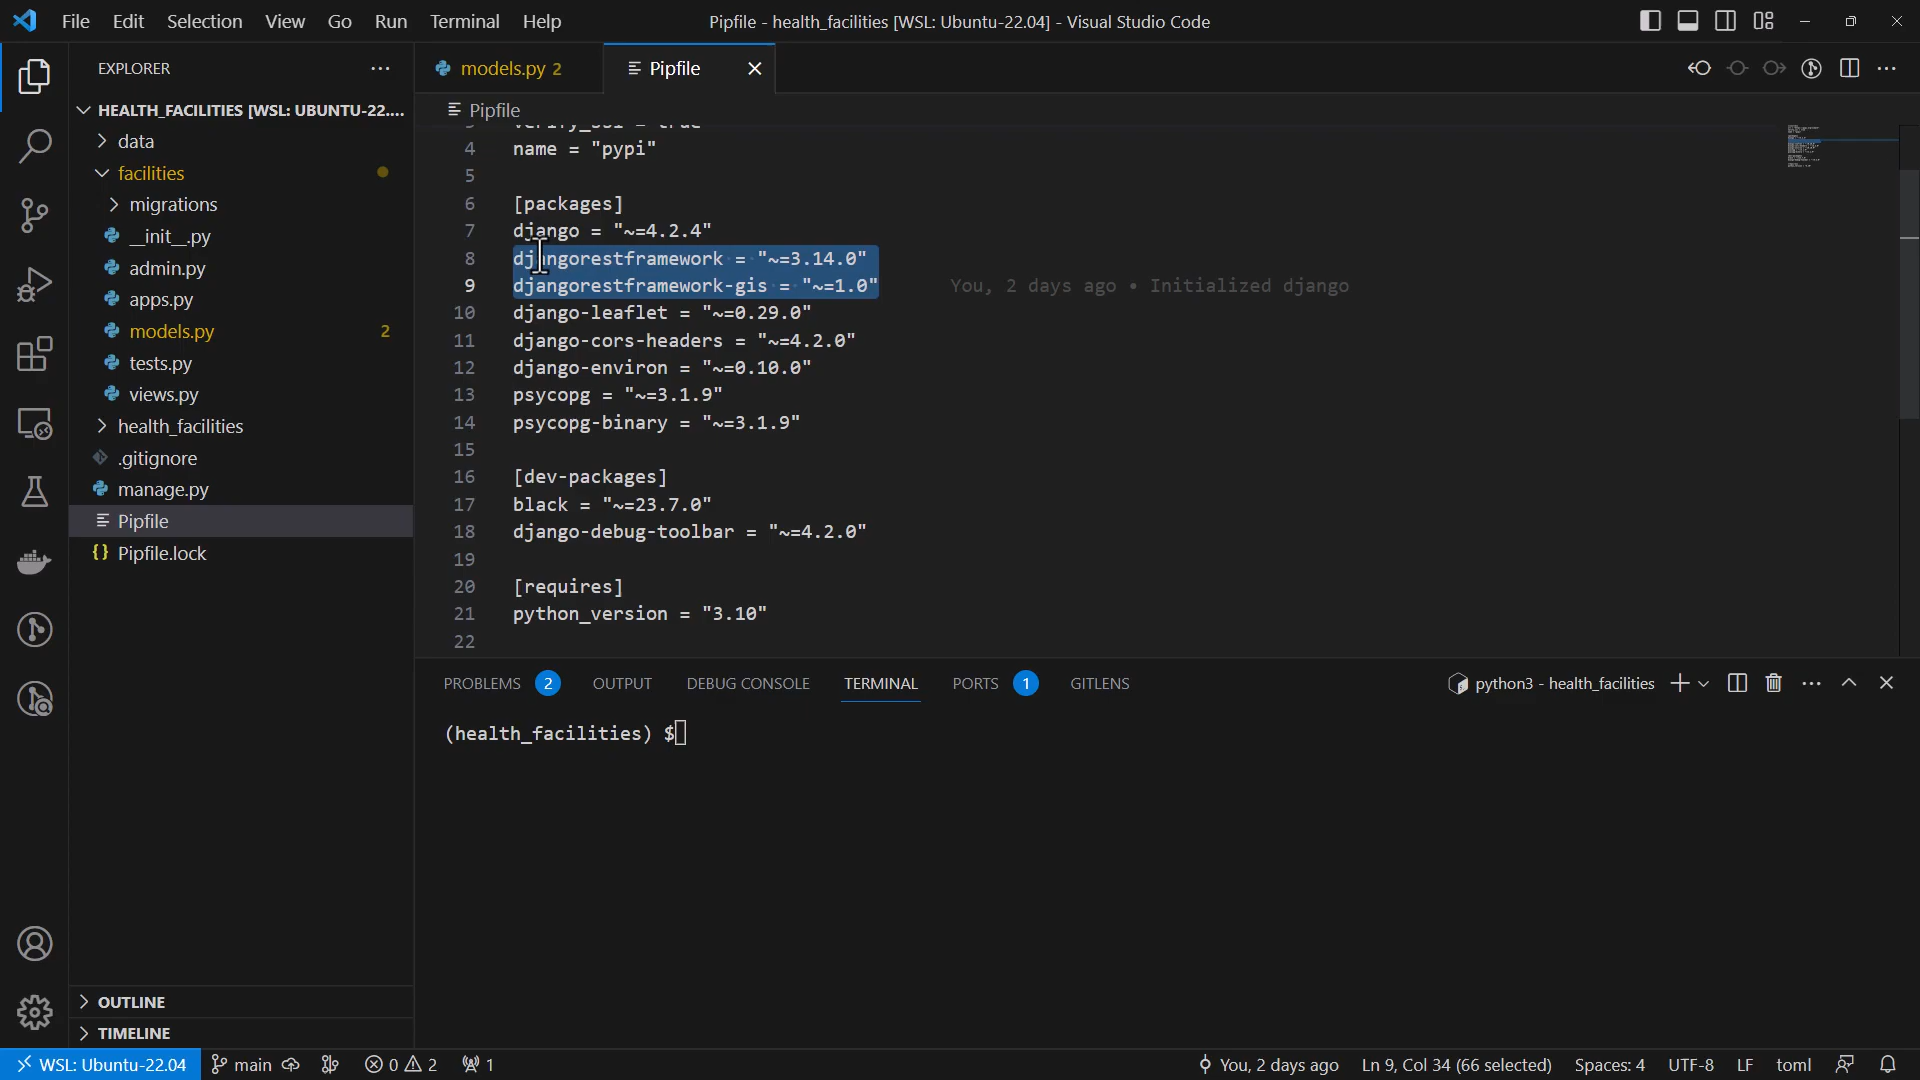 File Edit Selection View Go Run Terminal Help
Pipfile - health_facilities [WSL: Ubuntu-22.04] - Visual Studio Code
EXPLORER
HEALTH_FACILITIES [WSL: UBUNTU-22....
data
facilities
migrations
__init__.py
admin.py
apps.py
models.py 2
tests.py
views.py
health_facilities
.gitignore
manage.py
Pipfile
Pipfile.lock
OUTLINE
TIMELINE
models.py 2
Pipfile
Pipfile
4 name = "pypi"
5
6 [packages]
7 django = "~=4.2.4"
8 djangorestframework = "~=3.14.0"
9 djangorestframework-gis = "~=1.0" You, 2 days ago • Initialized django
10 django-leaflet = "~=0.29.0"
11 django-cors-headers = "~=4.2.0"
12 django-environ = "~=0.10.0"
13 psycopg = "~=3.1.9"
14 psycopg-binary = "~=3.1.9"
15
16 [dev-packages]
17 black = "~=23.7.0"
18 django-debug-toolbar = "~=4.2.0"
19
20 [requires]
21 python_version = "3.10"
22
PROBLEMS 2 OUTPUT DEBUG CONSOLE TERMINAL PORTS 1 GITLENS
python3 - health_facilities
(health_facilities) $
WSL: Ubuntu-22.04 main 0 2 1
You, 2 days ago Ln 9, Col 34 (66 selected) Spaces: 4 UTF-8 LF toml